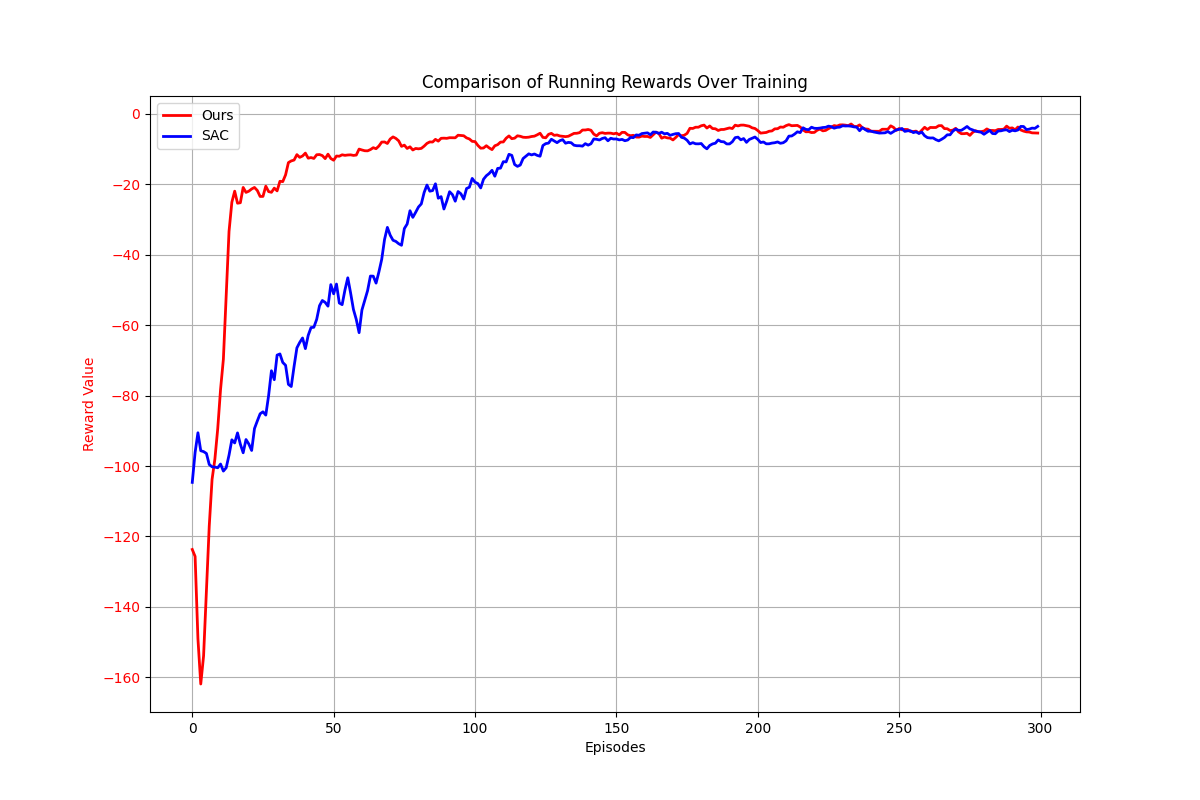 Comparison of Running Rewards Over Training
Ours
SAC
0
−20
−40
−60
−80
−100
−120
−140
−160
Reward Value
0 50 100 150 200 250 300
Episodes